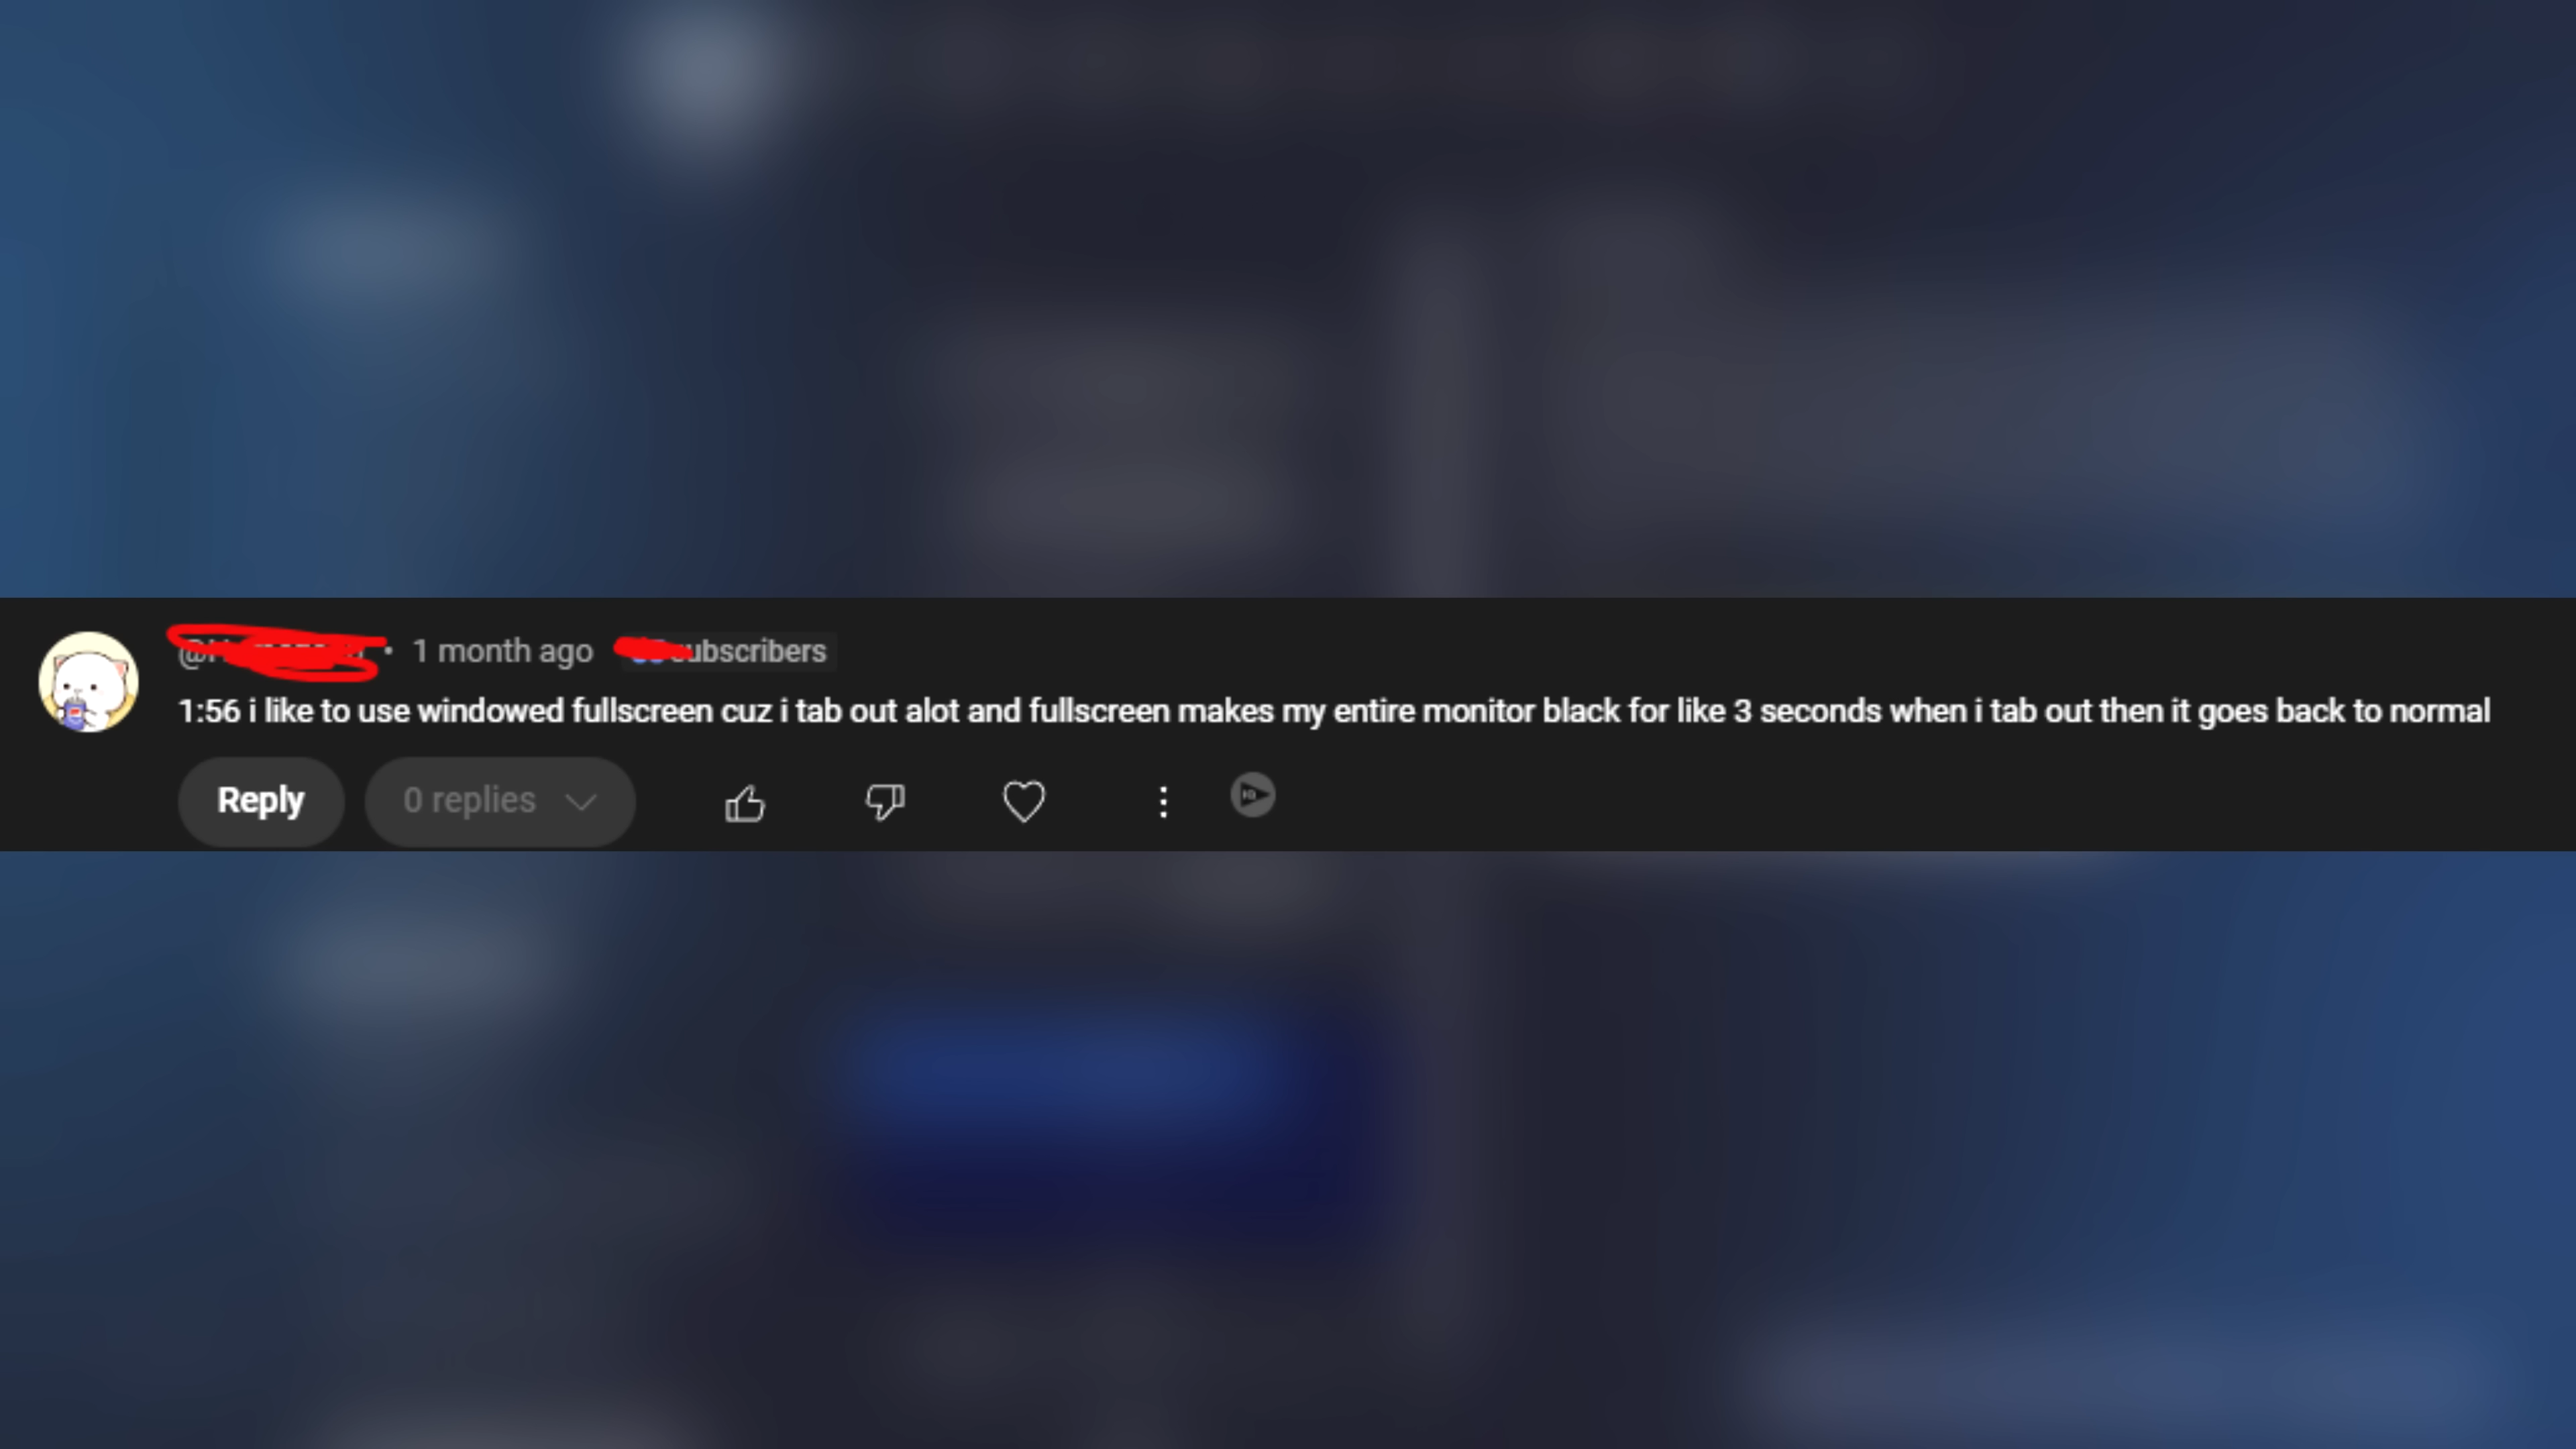 • 1 month ago subscribers
1:56 i like to use windowed fullscreen cuz i tab out alot and fullscreen makes my entire monitor black for like 3 seconds when i tab out then it goes back to normal
Reply 0 replies